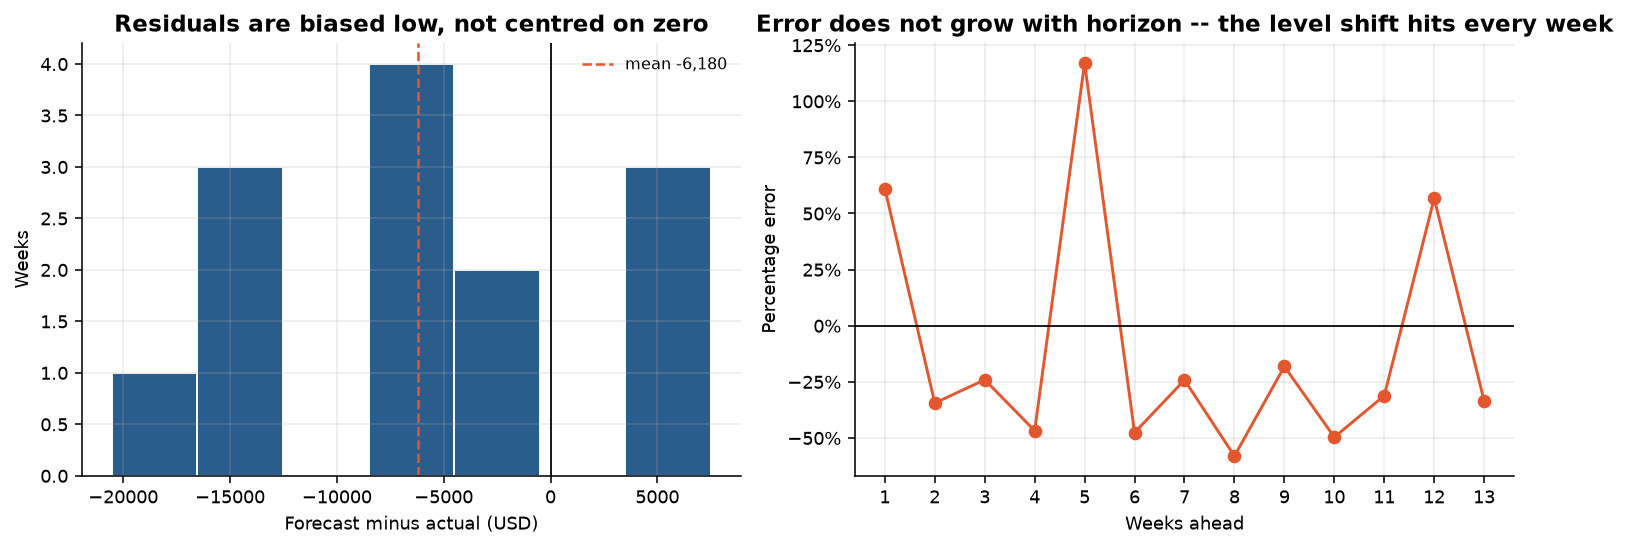 Residuals are biased low, not centred on zero
mean -6,180
Weeks
4.0
3.5
3.0
2.5
2.0
1.5
1.0
0.5
0.0
−20000 −15000 −10000 −5000 0 5000
Forecast minus actual (USD)
Error does not grow with horizon -- the level shift hits every week
Percentage error
125%
100%
75%
50%
25%
0%
−25%
−50%
1 2 3 4 5 6 7 8 9 10 11 12 13
Weeks ahead